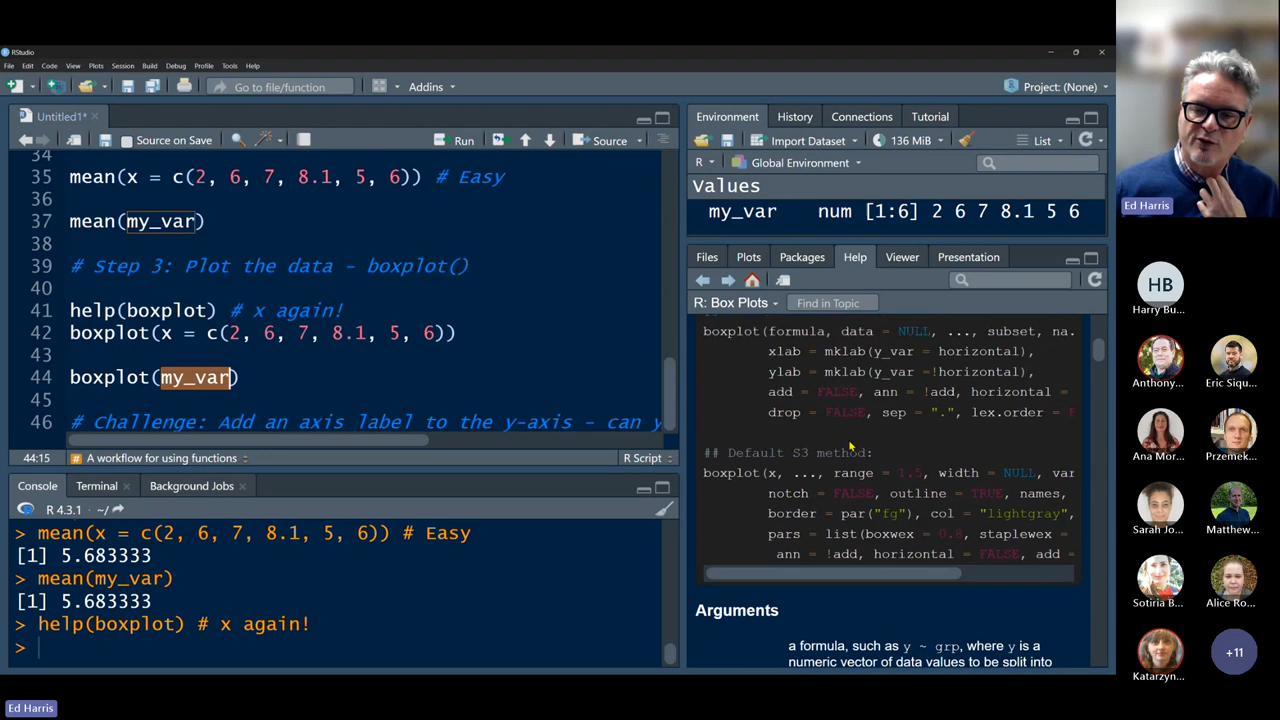 RStudio
File Edit Code View Plots Session Build Debug Profile Tools Help
Go to file/function
Addins
Project: (None)
Untitled1*
Source on Save
Run
Source
34
35 mean(x = c(2, 6, 7, 8.1, 5, 6)) # Easy
36
37 mean(my_var)
38
39 # Step 3: Plot the data - boxplot()
40
41 help(boxplot) # x again!
42 boxplot(x = c(2, 6, 7, 8.1, 5, 6))
43
44 boxplot(my_var)
45
46 # Challenge: Add an axis label to the y-axis - can y
44:15
# A workflow for using functions
R Script
Console Terminal Background Jobs
R 4.3.1 · ~/
> mean(x = c(2, 6, 7, 8.1, 5, 6)) # Easy
[1] 5.683333
> mean(my_var)
[1] 5.683333
> help(boxplot) # x again!
>
Environment History Connections Tutorial
Import Dataset
136 MiB
List
R
Global Environment
Values
my_var num [1:6] 2 6 7 8.1 5 6
Files Plots Packages Help Viewer Presentation
R: Box Plots
Find in Topic
boxplot(formula, data = NULL, ..., subset, na.
xlab = mklab(y_var = horizontal),
ylab = mklab(y_var =!horizontal),
add = FALSE, ann = !add, horizontal =
drop = FALSE, sep = ".", lex.order = F
## Default S3 method:
boxplot(x, ..., range = 1.5, width = NULL, var
notch = FALSE, outline = TRUE, names,
border = par("fg"), col = "lightgray",
pars = list(boxwex = 0.8, staplewex =
ann = !add, horizontal = FALSE, add =
Arguments
a formula, such as y ~ grp, where y is a
numeric vector of data values to be split into
Ed Harris
HB
Harry Bu...
Anthony...
Eric Siqu...
Ana Mor...
Przemek...
Sarah Jo...
Matthew...
Sotiria B...
Alice Ro...
Katarzyn...
+11
Ed Harris